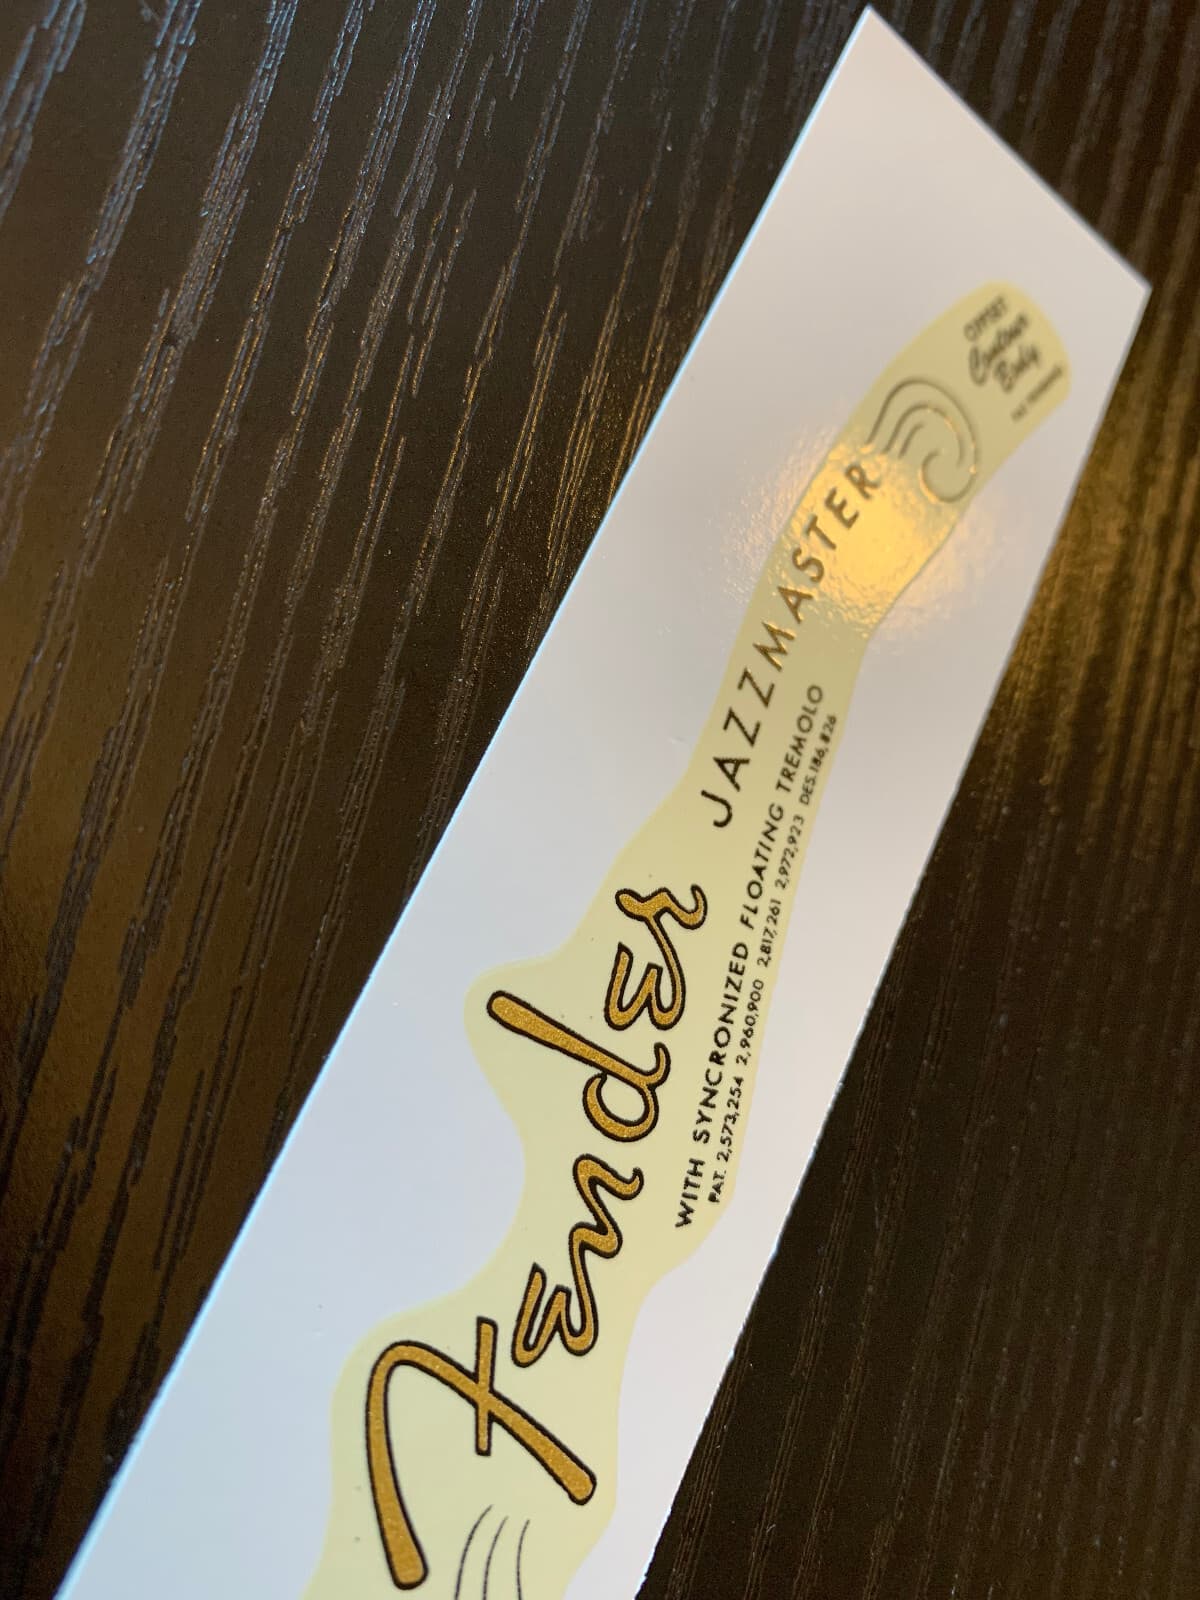 Fender JAZZMASTER
WITH SYNCRONIZED FLOATING TREMOLO
PAT. 2,573,254 2,960,900 2,817,261 2,972,923 DES.186,826
OFFSET
Contour
Body
PAT.